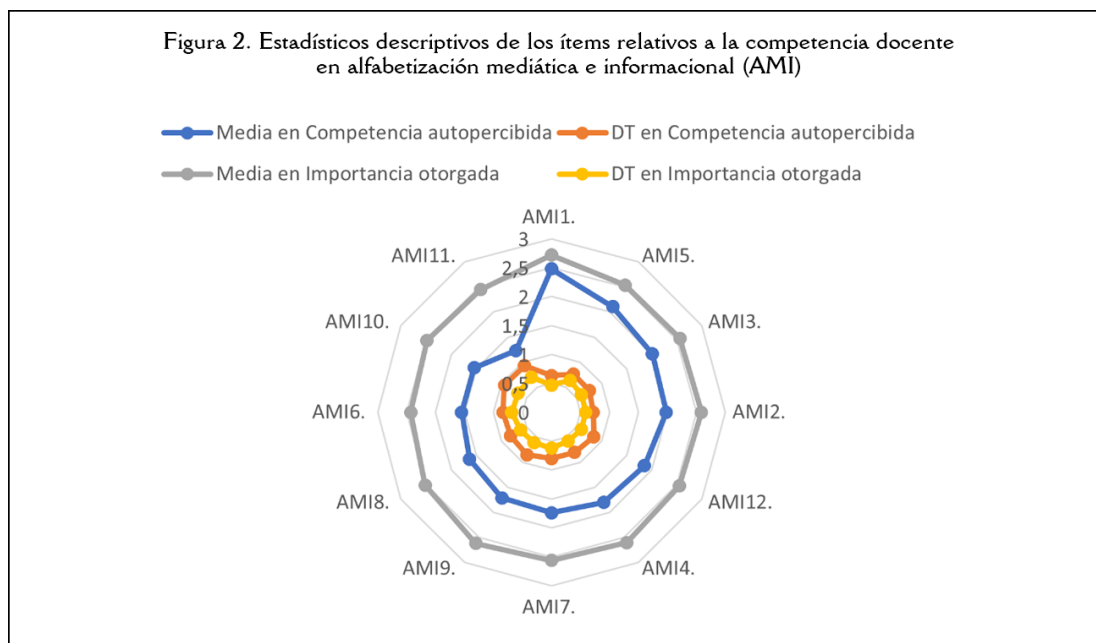 Figura 2. Estadísticos descriptivos de los ítems relativos a la competencia docente
en alfabetización mediática e informacional (AMI)
Media en Competencia autopercibida
DT en Competencia autopercibida
Media en Importancia otorgada
DT en Importancia otorgada
AMI1.
AMI5.
AMI3.
AMI2.
AMI12.
AMI4.
AMI7.
AMI9.
AMI8.
AMI6.
AMI10.
AMI11.
3
2,5
2
1,5
1
0,5
0